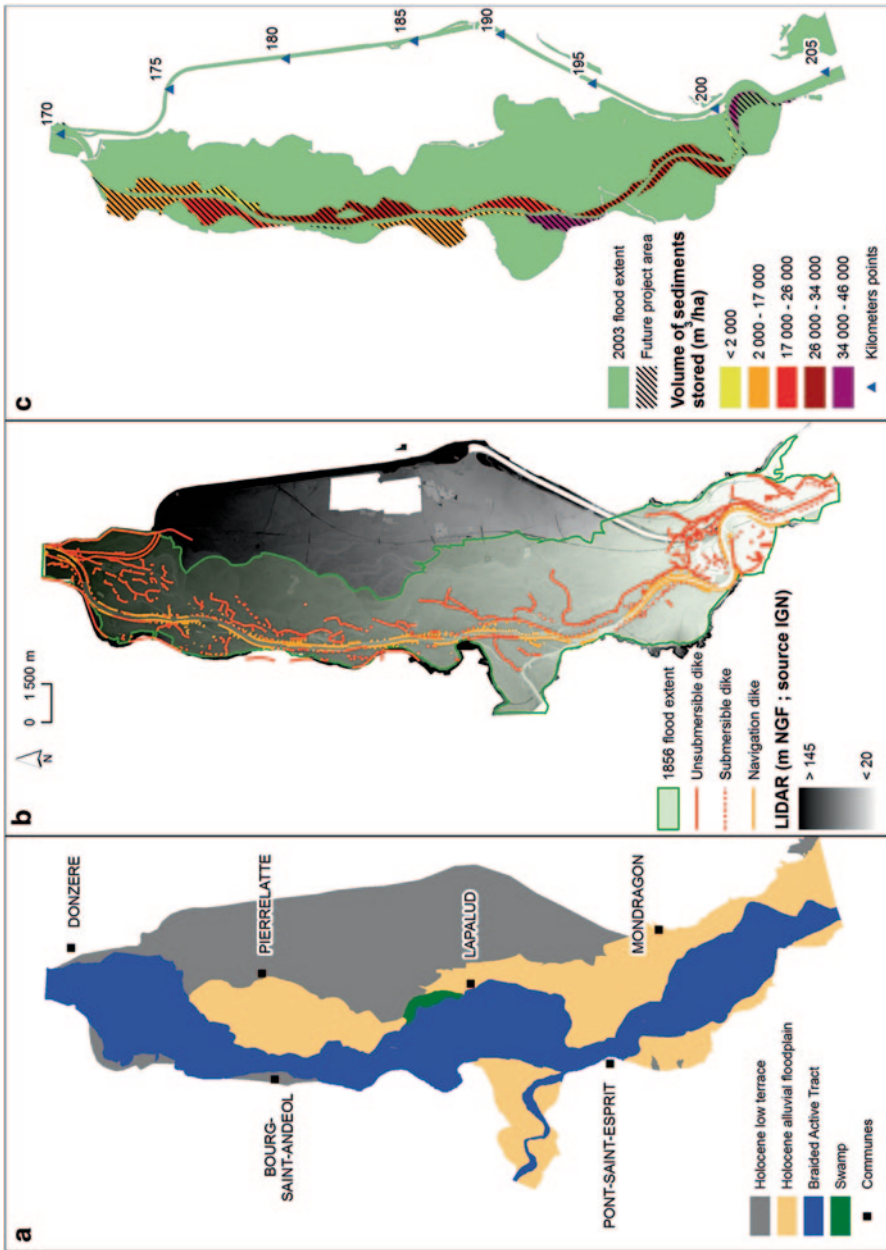 a
DONZERE
PIERRELATTE
BOURG-
SAINT-ANDEOL
LAPALUD
MONDRAGON
PONT-SAINT-ESPRIT
Holocene low terrace
Holocene alluvial floodplain
Braided Active Tract
Swamp
Communes
b
N
0 1 500 m
1856 flood extent
Unsubmersible dike
Submersible dike
Navigation dike
LIDAR (m NGF ; source IGN)
> 145
< 20
c
170
175
180
185
190
195
200
205
2003 flood extent
Future project area
Volume of sediments
stored (m³/ha)
< 2 000
2 000 - 17 000
17 000 - 26 000
26 000 - 34 000
34 000 - 46 000
Kilometers points